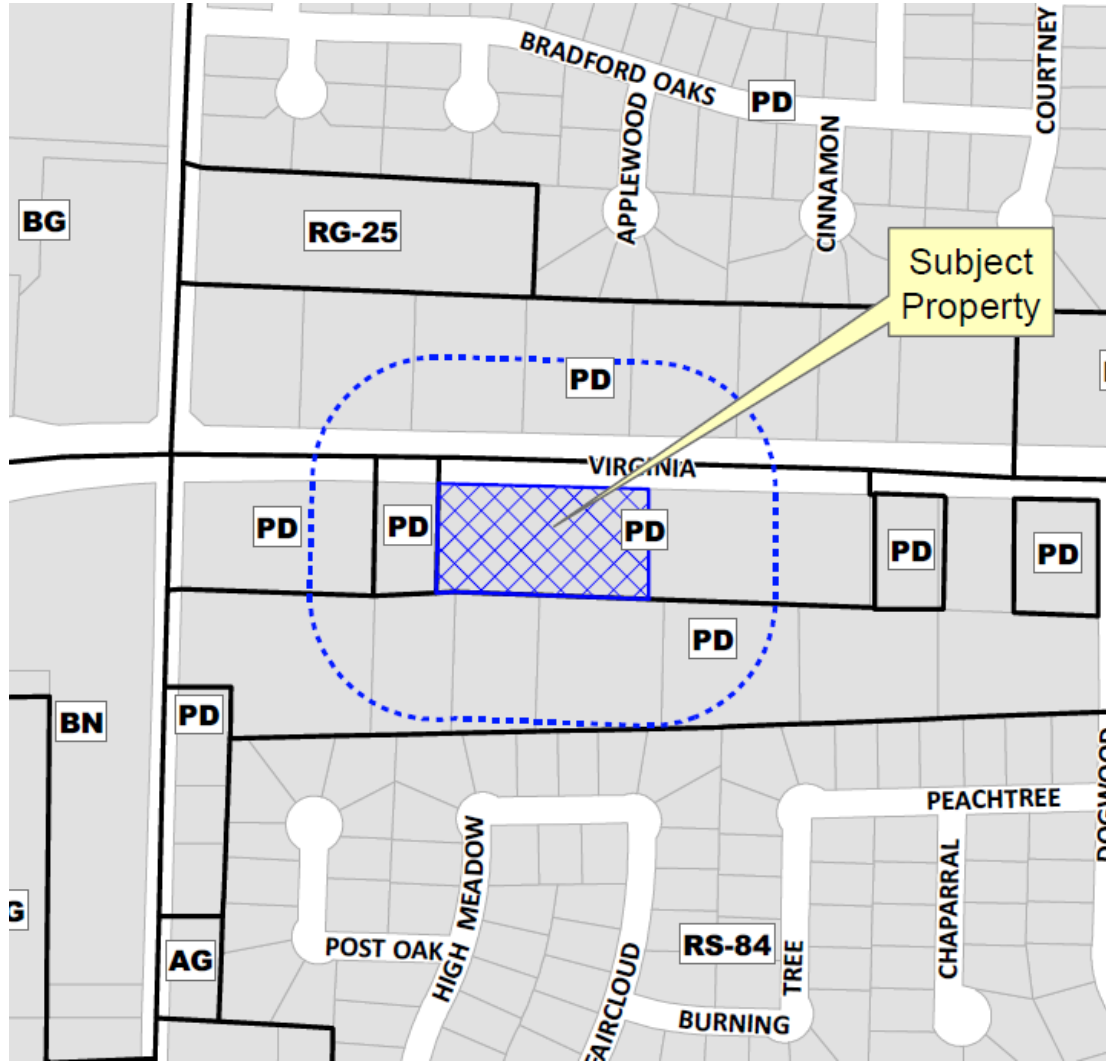 BRADFORD OAKS
PD
COURTNEY
APPLEWOOD
CINNAMON
BG
RG-25
Subject
Property
PD
VIRGINIA
PD
PD
PD
PD
PD
PD
PD
BN
DOGWOOD
PEACHTREE
HIGH MEADOW
CHAPARRAL
G
POST OAK
RS-84
TREE
AG
FAIRCLOUD
BURNING